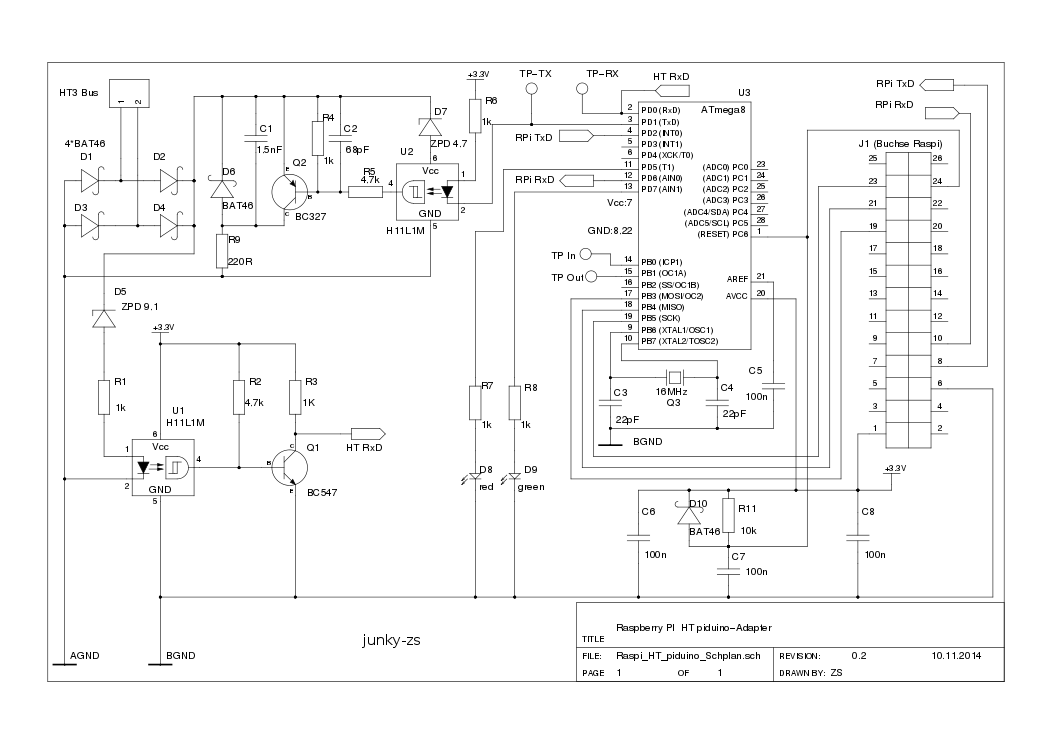 HT3 Bus
1 2
4*BAT46
D1
D2
D3
D4
C1
1.5nF
Q2
E
B
C
BC327
R4
1k
C2
68pF
R5
4.7k
D6
BAT46
R9
220R
D7
ZPD 4.7
U2
6
Vcc
4
1
2
GND
5
H11L1M
+3.3V
R6
1k
TP-TX
TP-RX
HT RxD
RPi TxD
RPi RxD
U3
ATmega8
2 PD0(RxD)
3 PD1(TxD)
4 PD2(INT0)
5 PD3(INT1)
6 PD4(XCK/T0)
11 PD5(T1)
12 PD6(AIN0)
13 PD7(AIN1)
Vcc:7
GND:8,22
(ADC0) PC0 23
(ADC1) PC1 24
(ADC2) PC2 25
(ADC3) PC3 26
(ADC4/SDA) PC4 27
(ADC5/SCL) PC5 28
(RESET) PC6 1
TP In
TP Out
14 PB0(ICP1)
15 PB1(OC1A)
16 PB2(SS/OC1B)
17 PB3(MOSI/OC2)
18 PB4(MISO)
19 PB5(SCK)
9 PB6(XTAL1/OSC1)
10 PB7(XTAL2/TOSC2)
AREF 21
AVCC 20
RPi TxD
RPi RxD
J1 (Buchse Raspi)
25 26
23 24
21 22
19 20
17 18
15 16
13 14
11 12
9 10
7 8
5 6
3 4
1 2
D5
ZPD 9.1
+3.3V
R1
1k
R2
4.7k
R3
1K
U1
H11L1M
6
Vcc
1
4
2
GND
5
Q1
C
B
E
BC547
HT RxD
R7
1k
R8
1k
D8
red
D9
green
C3
22pF
16MHz
Q3
C4
22pF
C5
100n
BGND
+3.3V
C6
100n
D10
BAT46
R11
10k
C7
100n
C8
100n
AGND
BGND
junky-zs
TITLE
Raspberry PI HT piduino-Adapter
FILE: Raspi_HT_piduino_Schplan.sch
REVISION: 0.2 10.11.2014
PAGE 1 OF 1
DRAWN BY: ZS